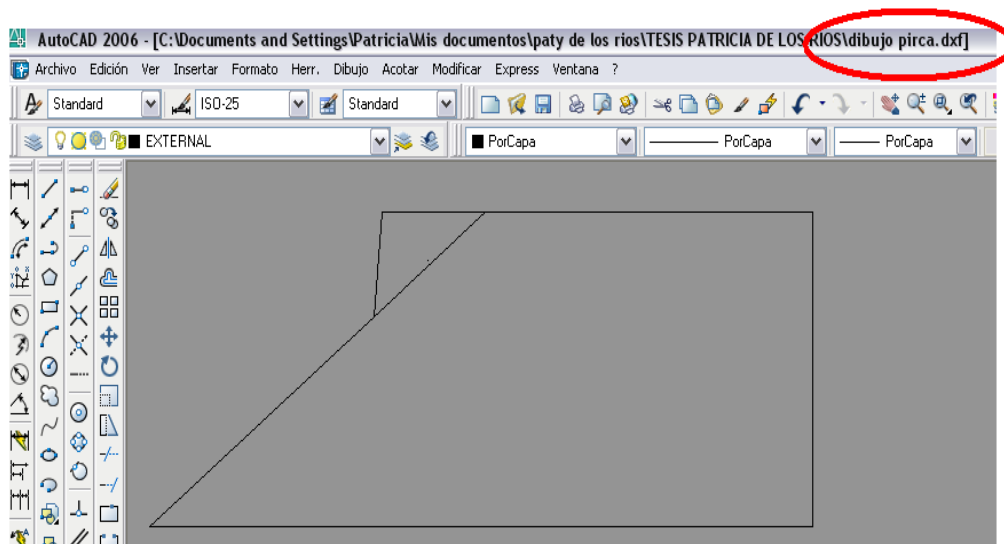 AutoCAD 2006 - [C:\Documents and Settings\Patricia\Mis documentos\paty de los rios\TESIS PATRICIA DE LOS RIOS\dibujo pirca.dxf]
Archivo Edición Ver Insertar Formato Herr. Dibujo Acotar Modificar Express Ventana ?
Standard ISO-25 Standard
EXTERNAL PorCapa PorCapa PorCapa